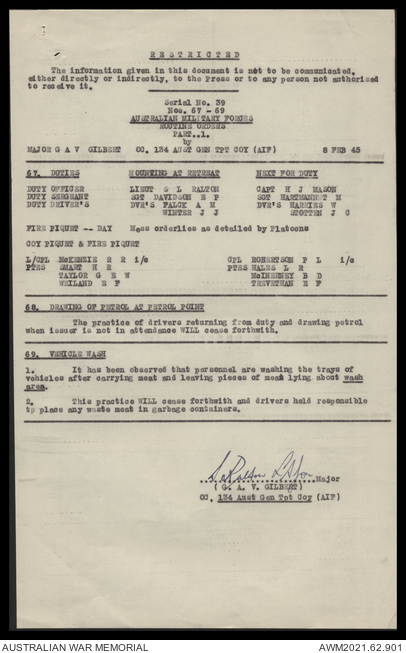 RESTRICTED
The information given in this document is not to be communicated,
either directly or indirectly, to the Press or to any person not authorised
to receive it.
Serial No. 39
Nos. 67 - 69
AUSTRALIAN MILITARY FORCES
ROUTINE ORDERS
PART..1.
by
MAJOR G A V GILBERT OC, 134 AUST GEN TPT COY (AIF) 8 FEB 45
67. DUTIES MOUNTING AT RETREAT NEXT FOR DUTY
DUTY OFFICER LIEUT S L RALTON CAPT H J MASON
DUTY SERGEANT SGT DAVIDSON E F SGT HARTMANNET M
DUTY DRIVER'S DVR'S FALCK A M DVR'S HARRIES W
WINTER J J STOTTEN J C
FIRE PIQUET -- DAY Mess orderlies as detailed by Platoons
COY PIQUET & FIRE PIQUET
L/CPL McKENZIE R R i/c CPL ROBERTSON P L i/c
PTES SMART H R PTES HALES L R
TAYLOR G E W McINERNEY B D
WEILAND E F TREVETHAN E F
68. DRAWING OF PETROL AT PETROL POINT
The practice of drivers returning from duty and drawing petrol
when issuer is not in attendence WILL cease forthwith.
69. VEHICLE WASH
1. It has been observed that personnel are washing the trays of
vehicles after carrying meat and leaving pieces of meat lying about wash
area.
2. This practice WILL cease forthwith and drivers held responsible
tp place any waste meat in garbage containers.
Major
(G. A. V. GILBERT)
OC, 134 Aust Gen Tpt Coy (AIF)
AUSTRALIAN WAR MEMORIAL AWM2021.62.901